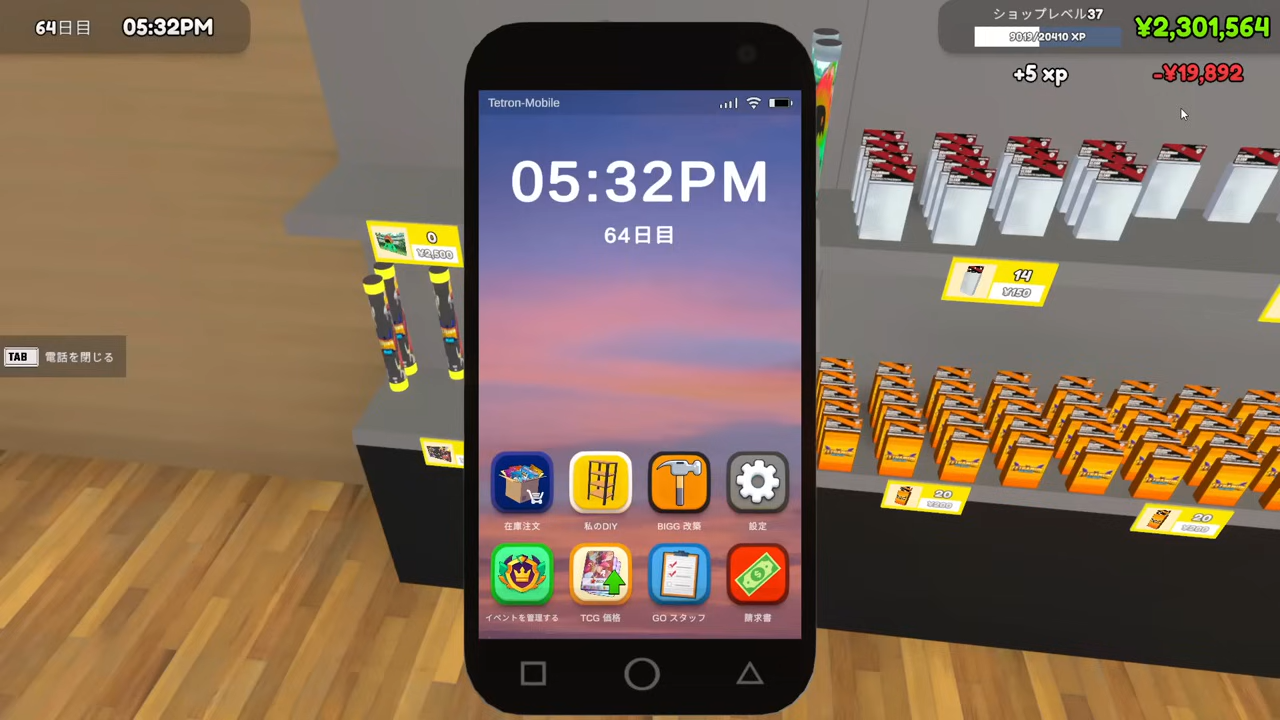 64日目
05:32PM
ショップレベル37
9019/20410 XP
¥2,301,564
+5 xp
-¥19,892
Tetron-Mobile
05:32PM
64日目
TAB 電話を閉じる
在庫注文
私のDIY
BIGG 改築
設定
イベントを管理する
TCG 価格
GO スタッフ
請求書
0
¥2,500
14
¥150
20
¥200
20
¥200